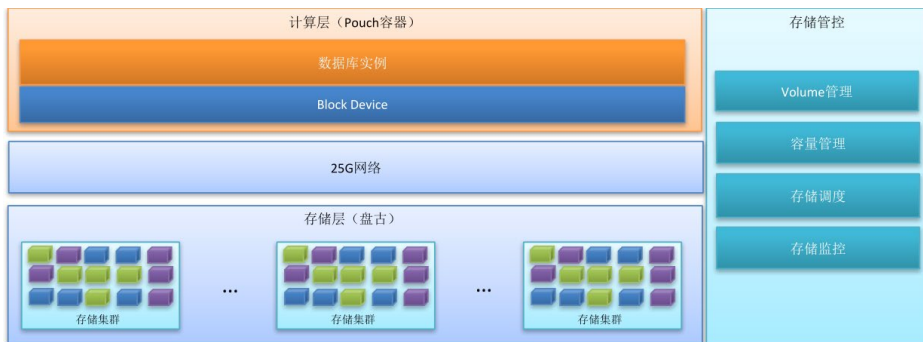 计算层（Pouch容器）
数据库实例
Block Device
25G网络
存储层（盘古）
...
...
存储集群
存储集群
存储集群
存储管控
Volume管理
容量管理
存储调度
存储监控